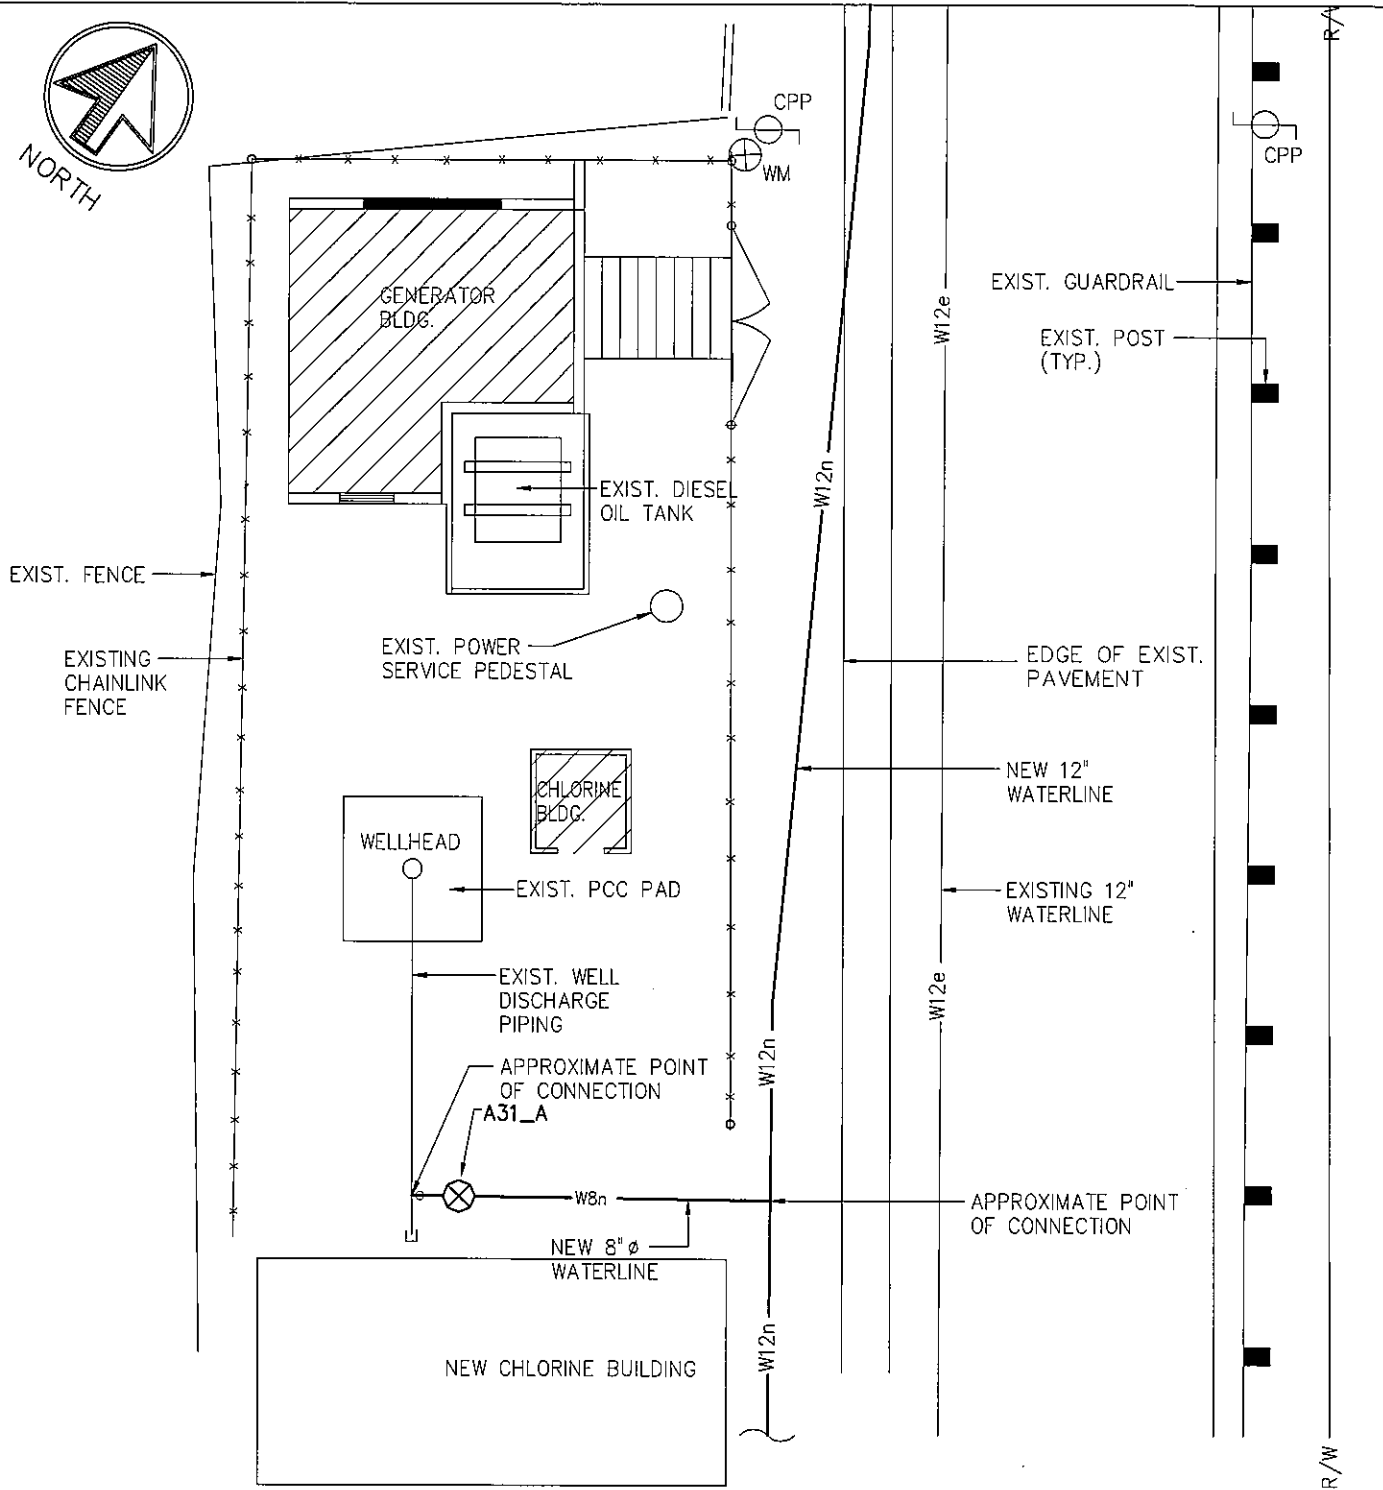 R/W
NORTH
CPP
WM
CPP
GENERATOR
BLDG.
W12e
EXIST. GUARDRAIL
EXIST. POST
(TYP.)
W12n
EXIST. DIESEL
OIL TANK
EXIST. FENCE
EXIST. POWER
SERVICE PEDESTAL
EXISTING
CHAINLINK
FENCE
EDGE OF EXIST.
PAVEMENT
NEW 12"
WATERLINE
CHLORINE
BLDG.
WELLHEAD
EXIST. PCC PAD
EXISTING 12"
WATERLINE
EXIST. WELL
DISCHARGE
PIPING
W12e
W12n
APPROXIMATE POINT
OF CONNECTION
A31_A
W8n
APPROXIMATE POINT
OF CONNECTION
NEW 8"ø
WATERLINE
W12n
NEW CHLORINE BUILDING
R/W